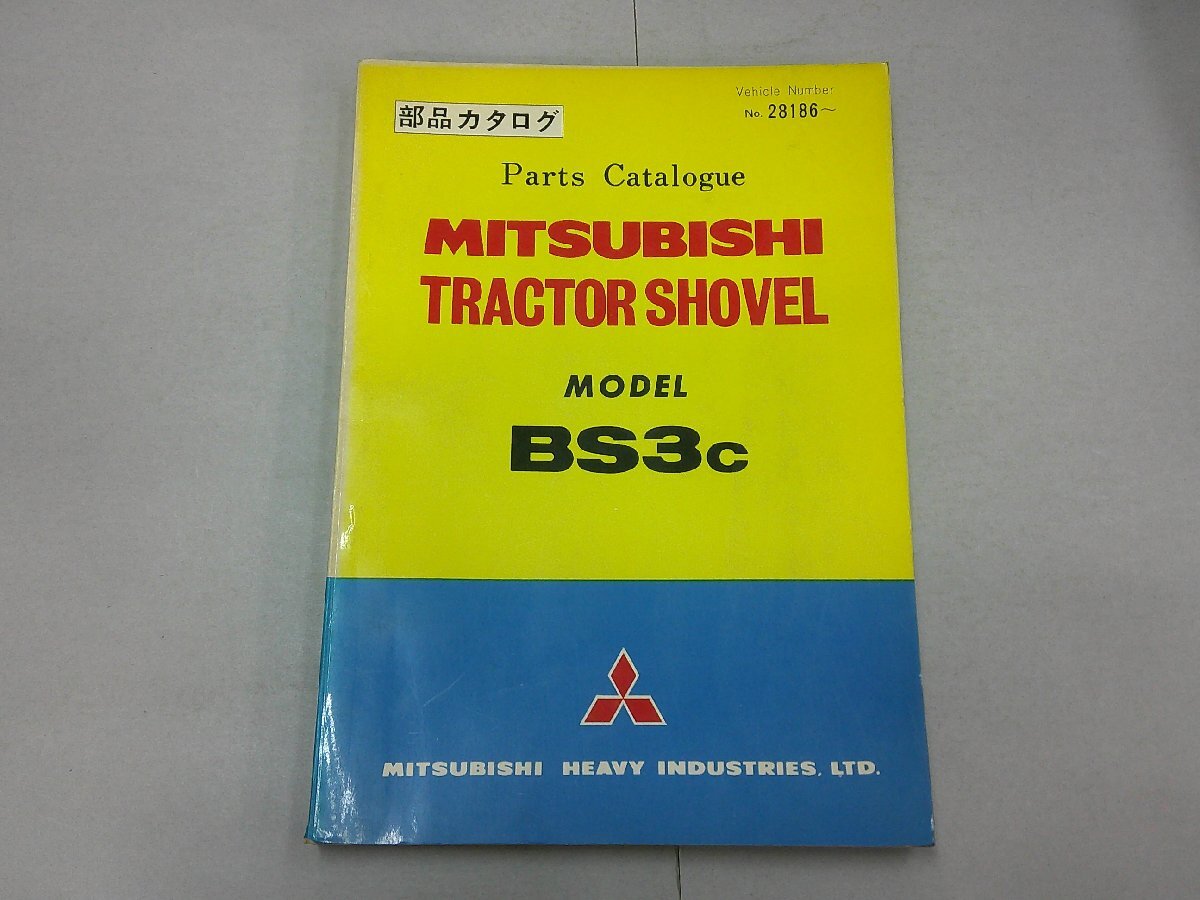 部品カタログ
Vehicle Number
No. 28186~
Parts Catalogue
MITSUBISHI
TRACTOR SHOVEL
MODEL
BS3c
MITSUBISHI HEAVY INDUSTRIES, LTD.